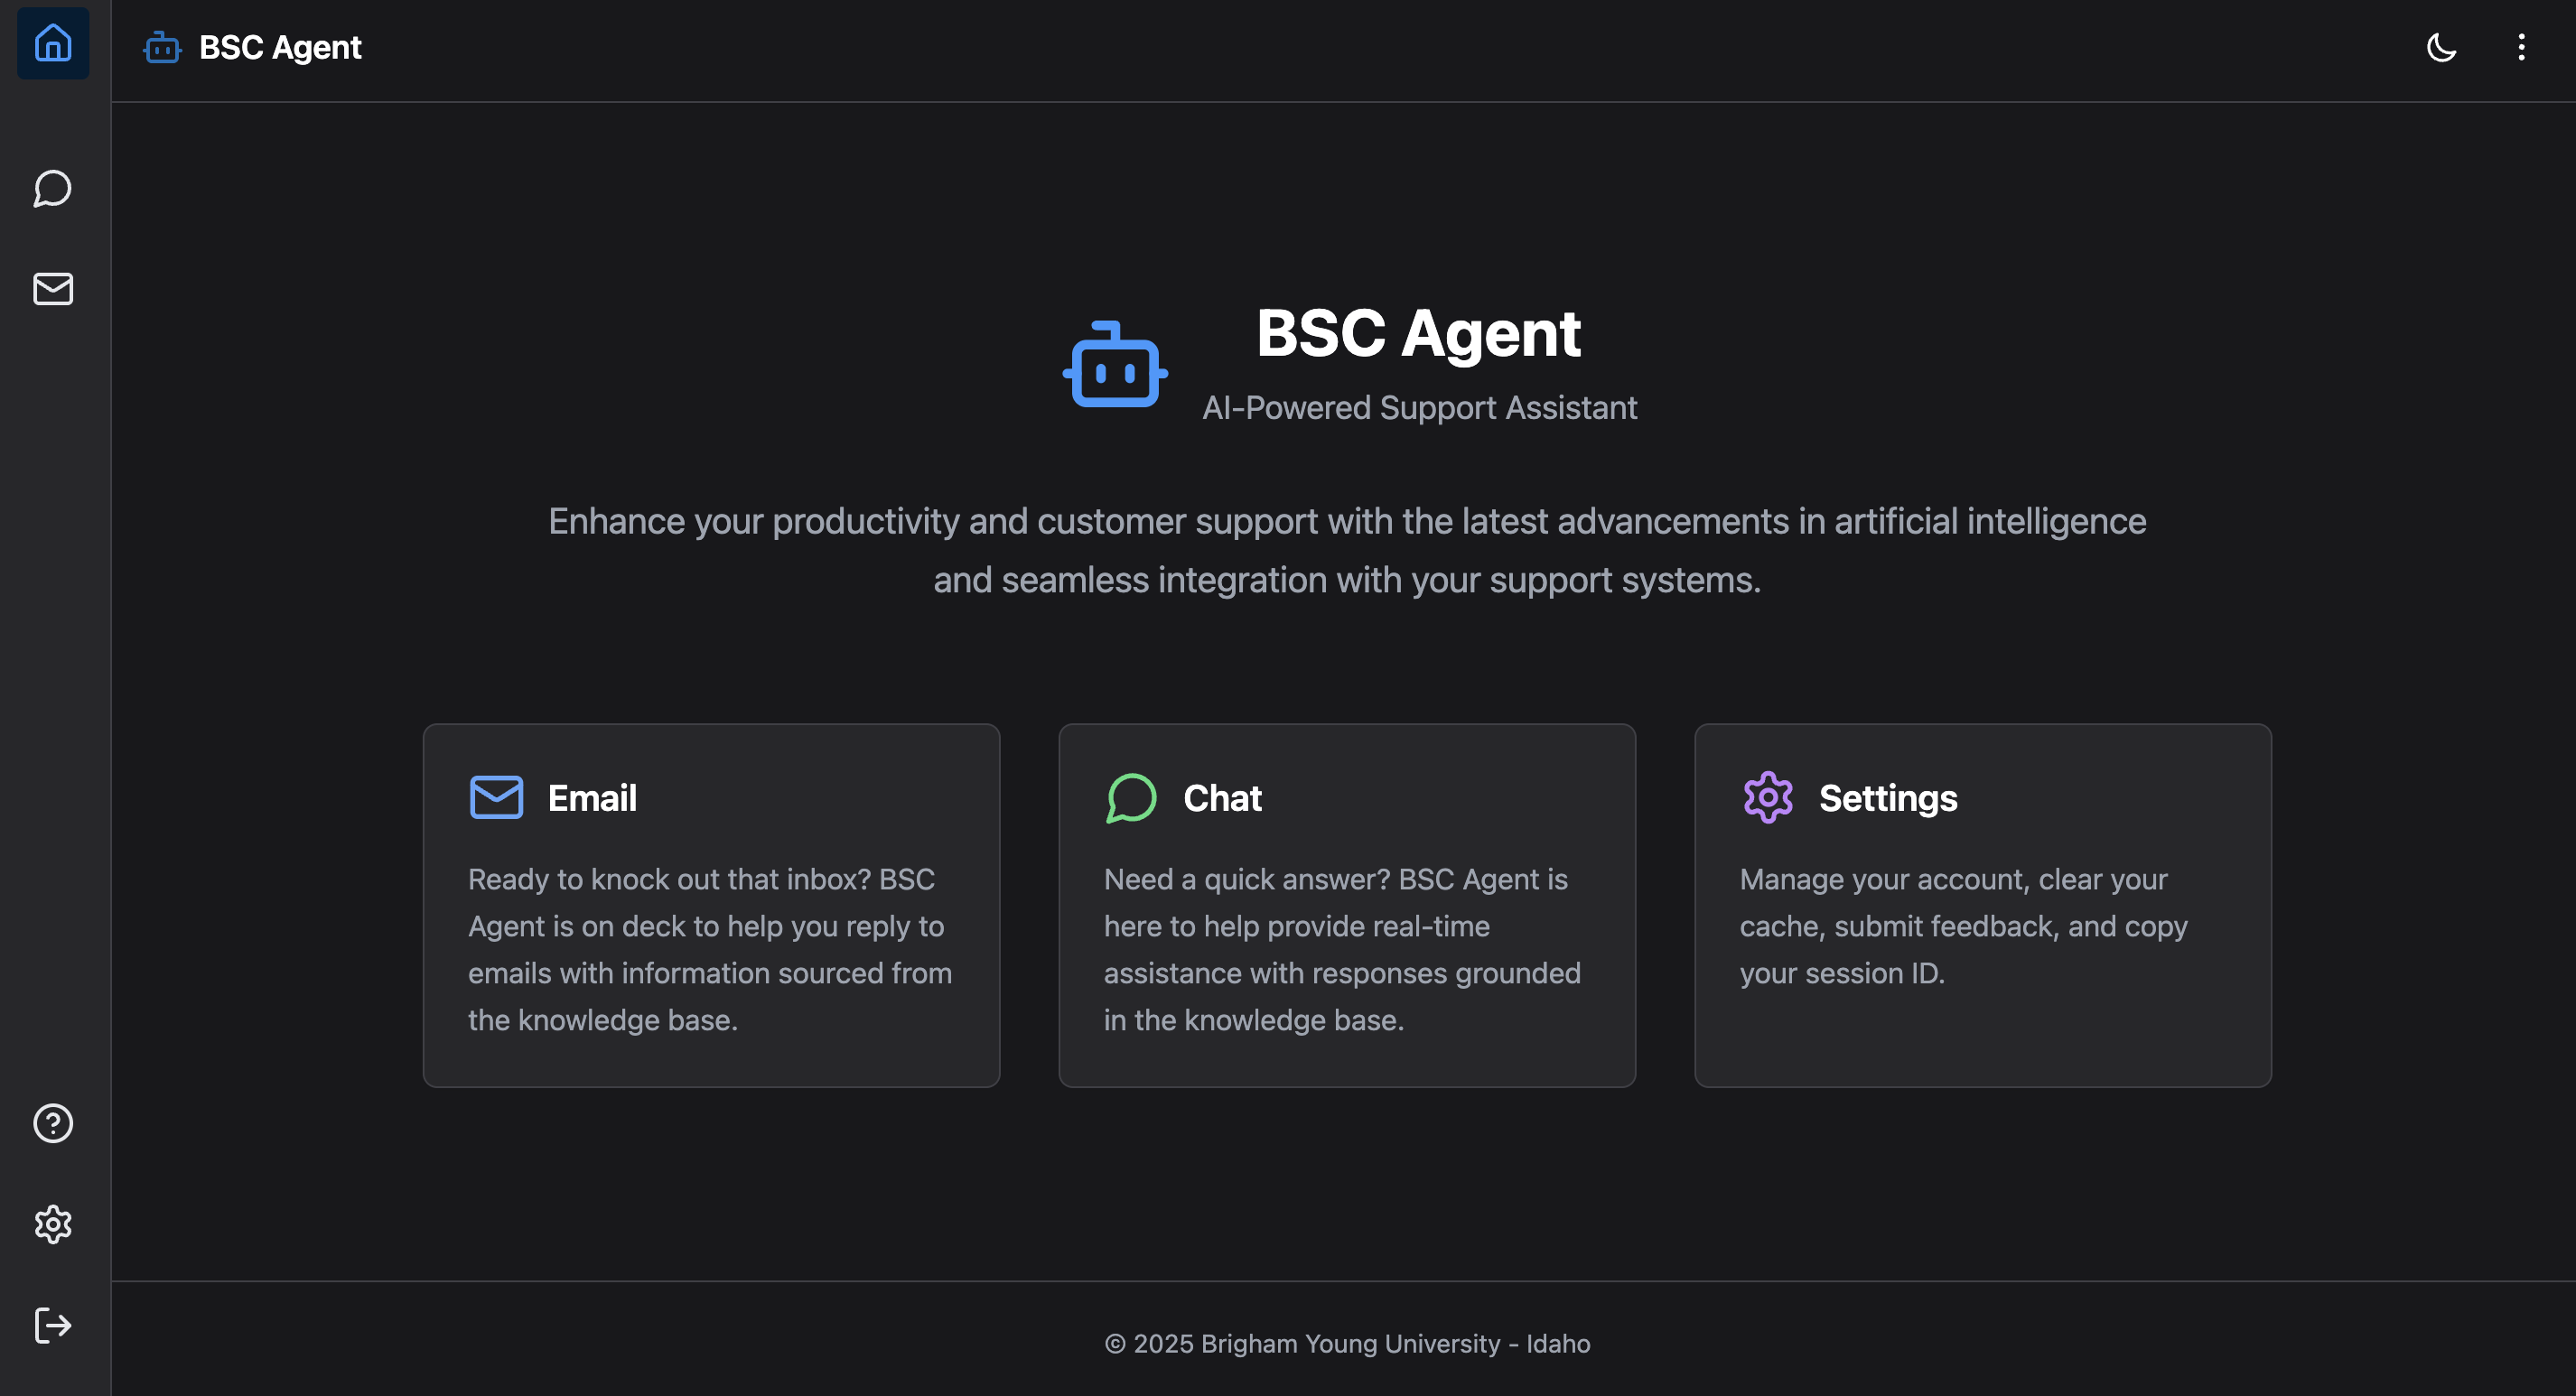 BSC Agent
BSC Agent
AI-Powered Support Assistant
Enhance your productivity and customer support with the latest advancements in artificial intelligence
and seamless integration with your support systems.
Email
Ready to knock out that inbox? BSC
Agent is on deck to help you reply to
emails with information sourced from
the knowledge base.
Chat
Need a quick answer? BSC Agent is
here to help provide real-time
assistance with responses grounded
in the knowledge base.
Settings
Manage your account, clear your
cache, submit feedback, and copy
your session ID.
© 2025 Brigham Young University - Idaho